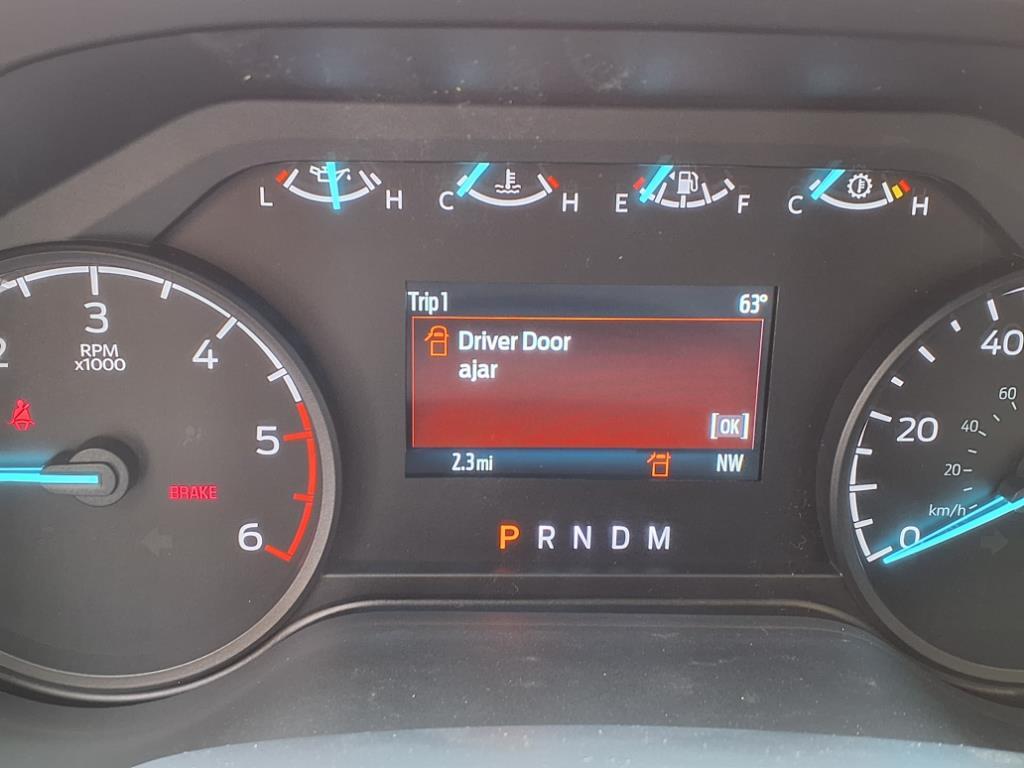 L H C H E F C H
Trip 1 63°
Driver Door
ajar
[OK]
2.3 mi NW
P R N D M
2 3 4 5 6
RPM
x1000
BRAKE
0 20 40
20 40 60
km/h